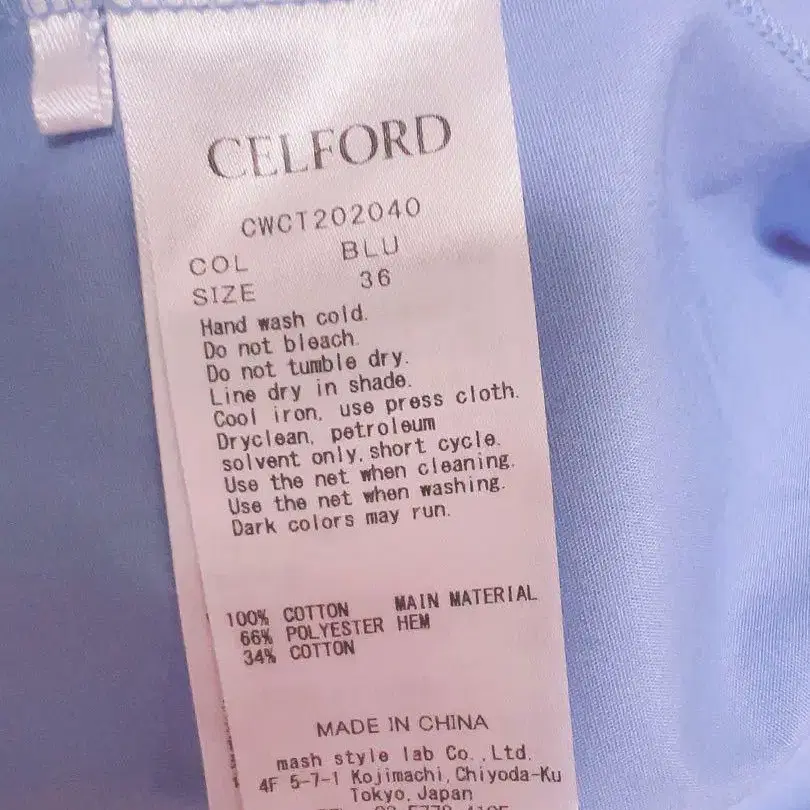 CELFORD
CWCT202040
COL BLU
SIZE 36
Hand wash cold.
Do not bleach.
Do not tumble dry.
Line dry in shade.
Cool iron, use press cloth.
Dryclean, petroleum
solvent only, short cycle.
Use the net when cleaning.
Use the net when washing.
Dark colors may run.
100% COTTON MAIN MATERIAL
66% POLYESTER HEM
34% COTTON
MADE IN CHINA
mash style lab Co.,Ltd.
4F 5-7-1 Kojimachi,Chiyoda-Ku
Tokyo,Japan